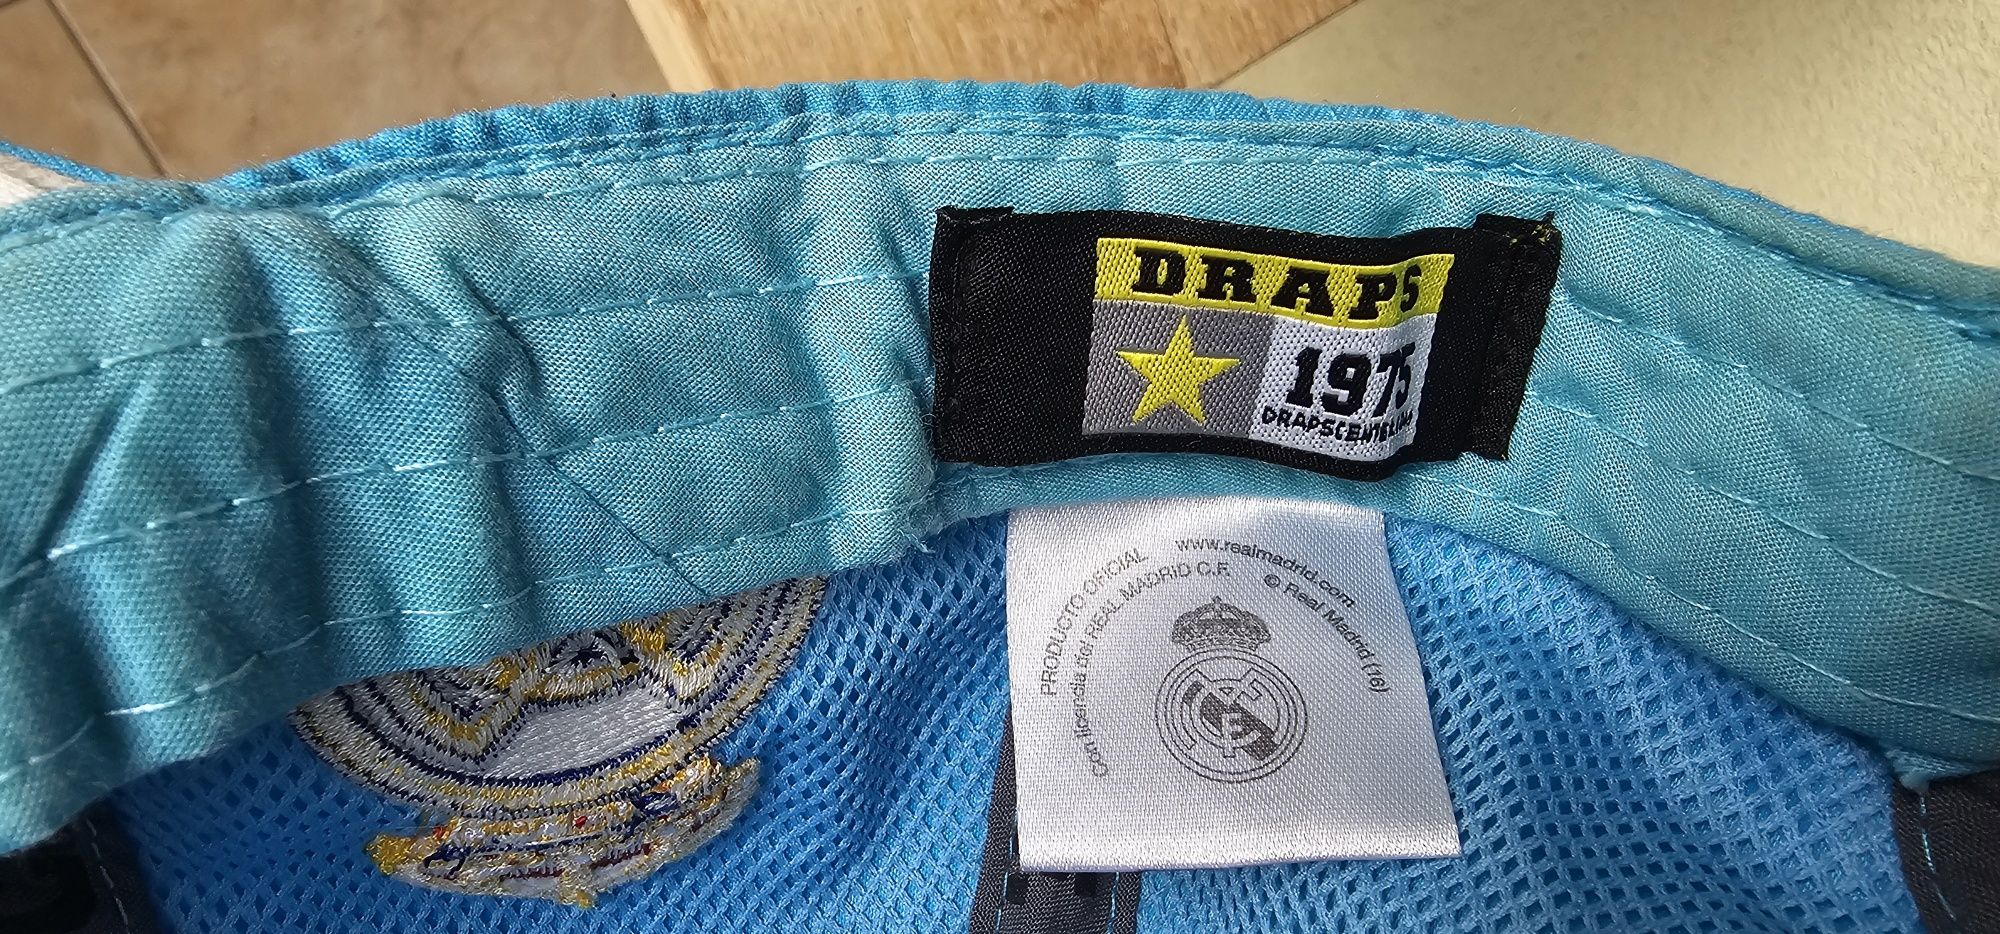 DRAPS
1975
DRAPSCENTELLAS
PRODUCTO OFICIAL
www.realmadrid.com
Con licencia del REAL MADRID C.F.
© Real Madrid (16)